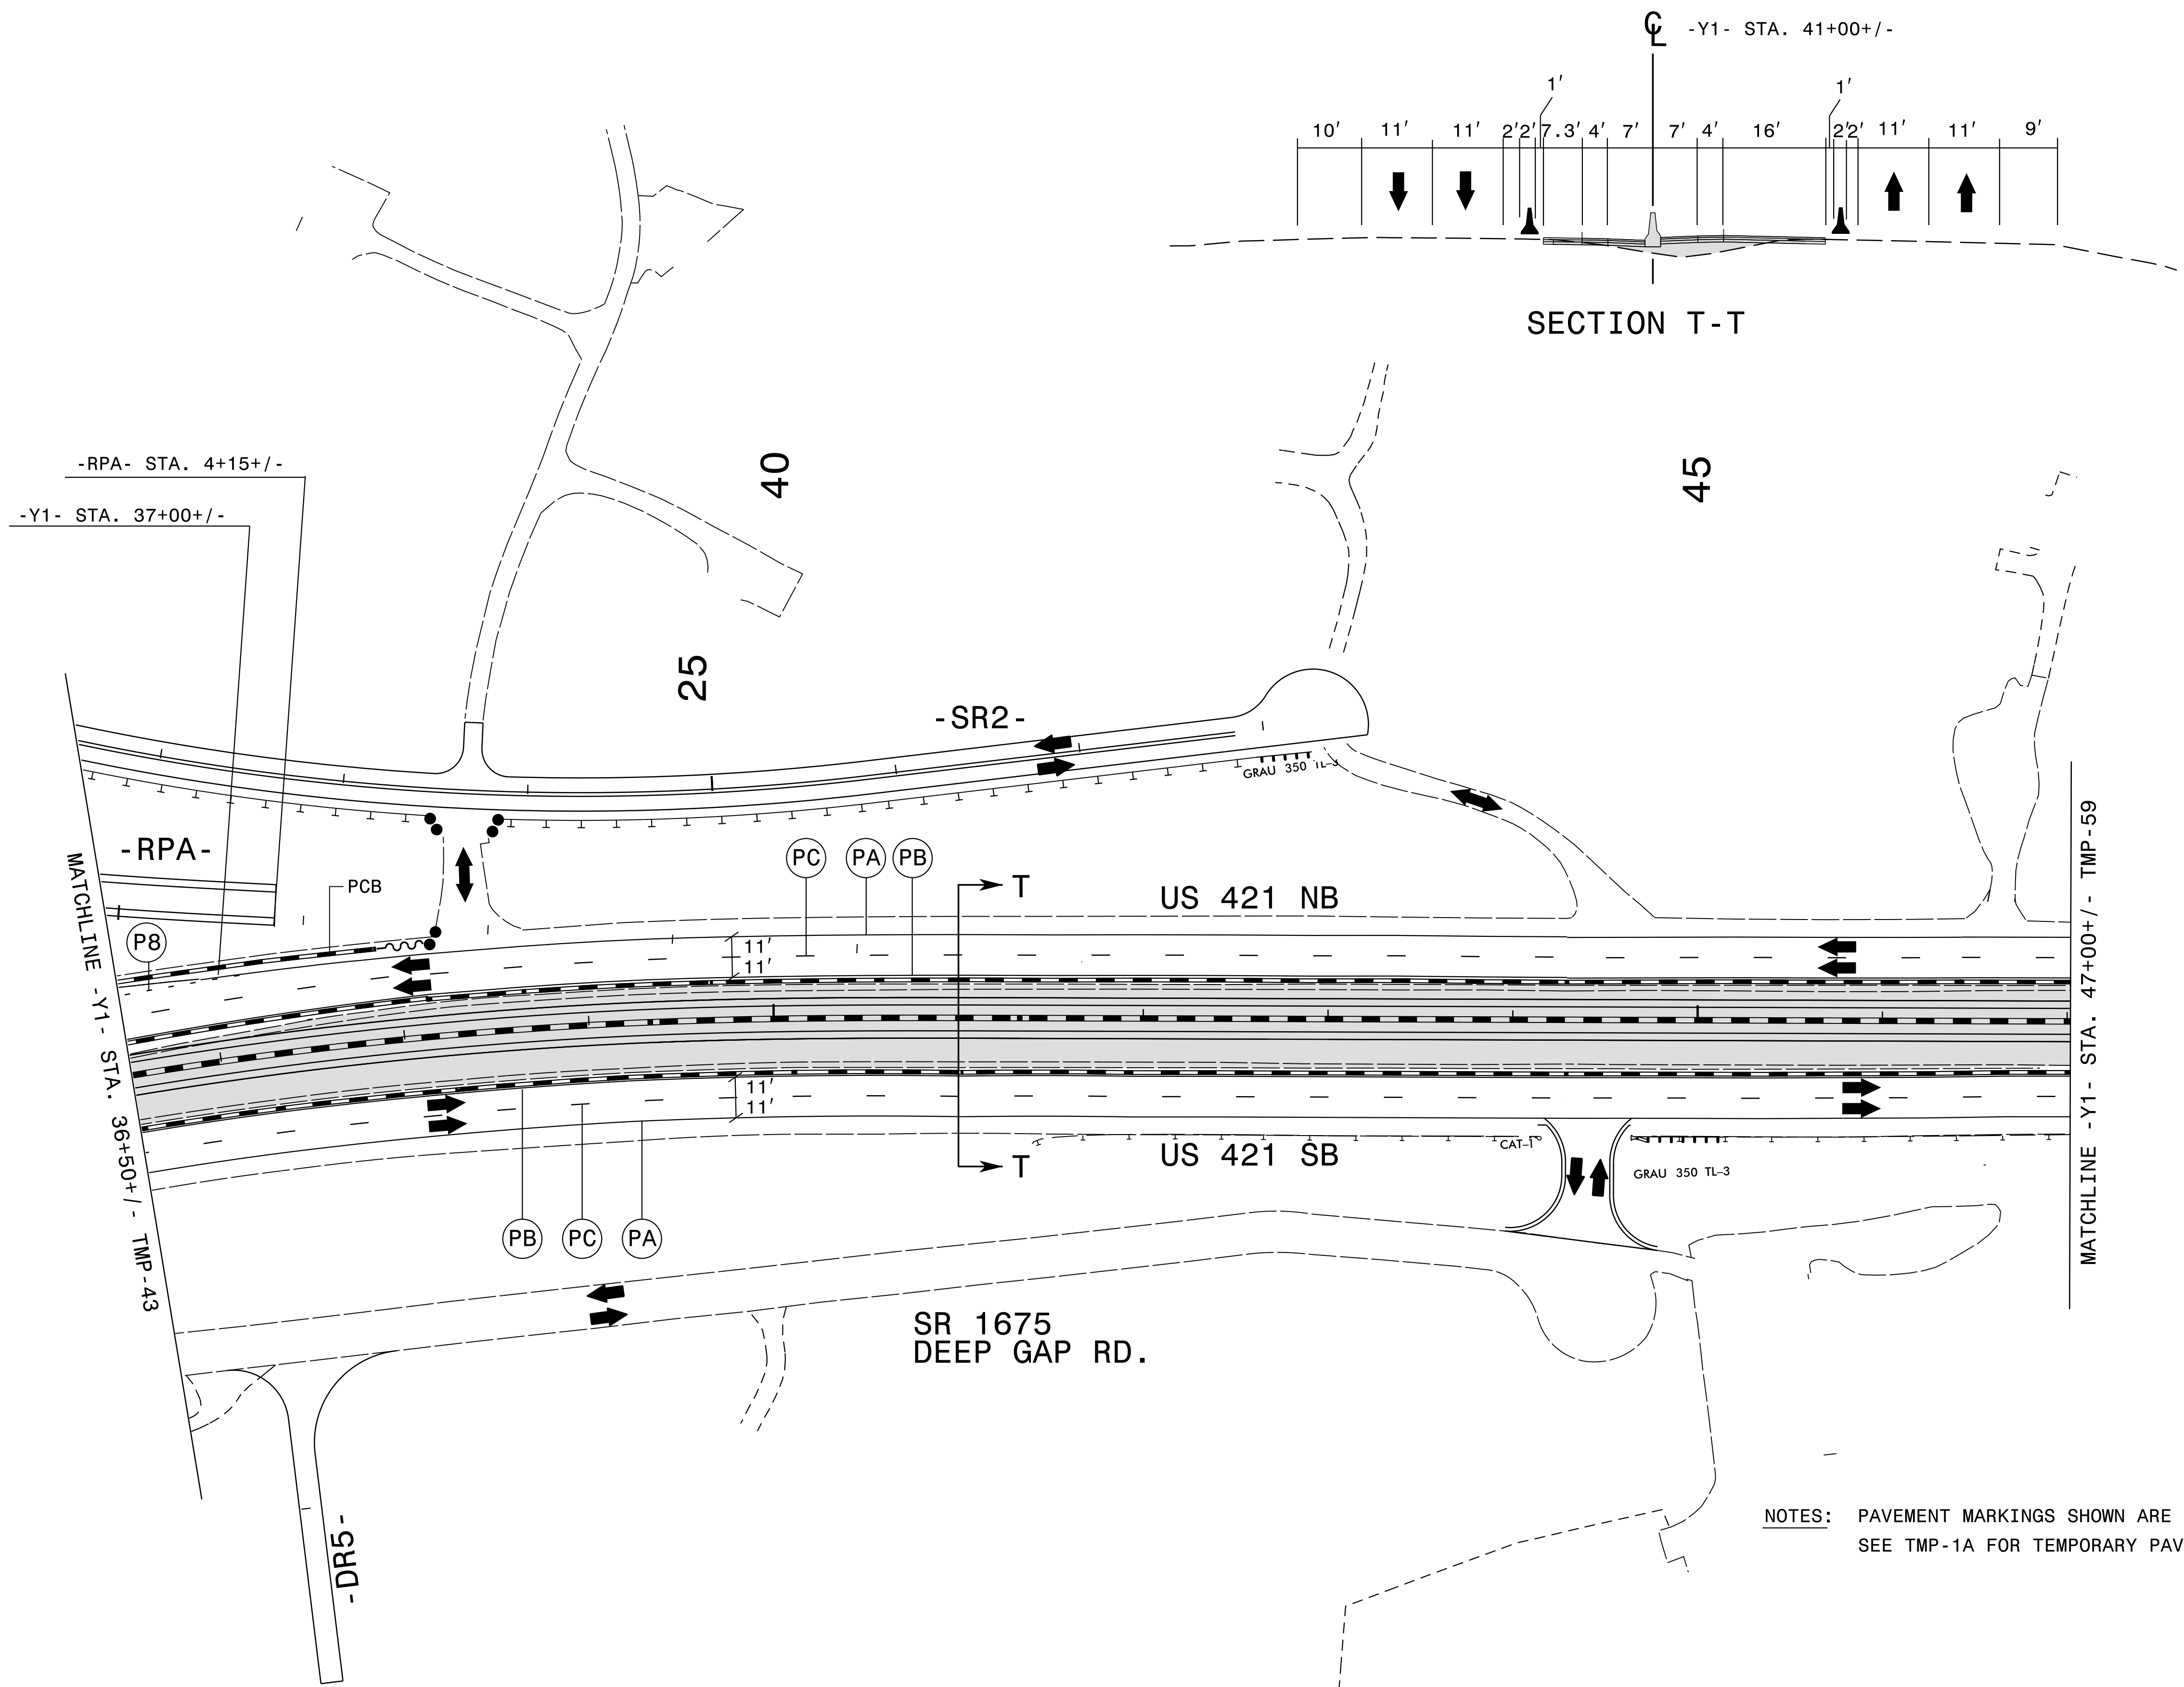 ℄ -Y1- STA. 41+00+/-
1' 1'
10' 11' 11' 2' 2' 7.3' 4' 7' 7' 4' 16' 2' 2' 11' 11' 9'
SECTION T-T
-RPA- STA. 4+15+/-
-Y1- STA. 37+00+/-
40
45
25
-SR2-
GRAU 350 TL-3
-RPA-
PCB
P8
PC PA PB
T
US 421 NB
11'
11'
11'
11'
T
US 421 SB
CAT-1
GRAU 350 TL-3
PB PC PA
SR 1675
DEEP GAP RD.
-DR5-
MATCHLINE -Y1- STA. 36+50+/- TMP-43
MATCHLINE -Y1- STA. 47+00+/- TMP-59
NOTES: PAVEMENT MARKINGS SHOWN ARE
SEE TMP-1A FOR TEMPORARY PAV